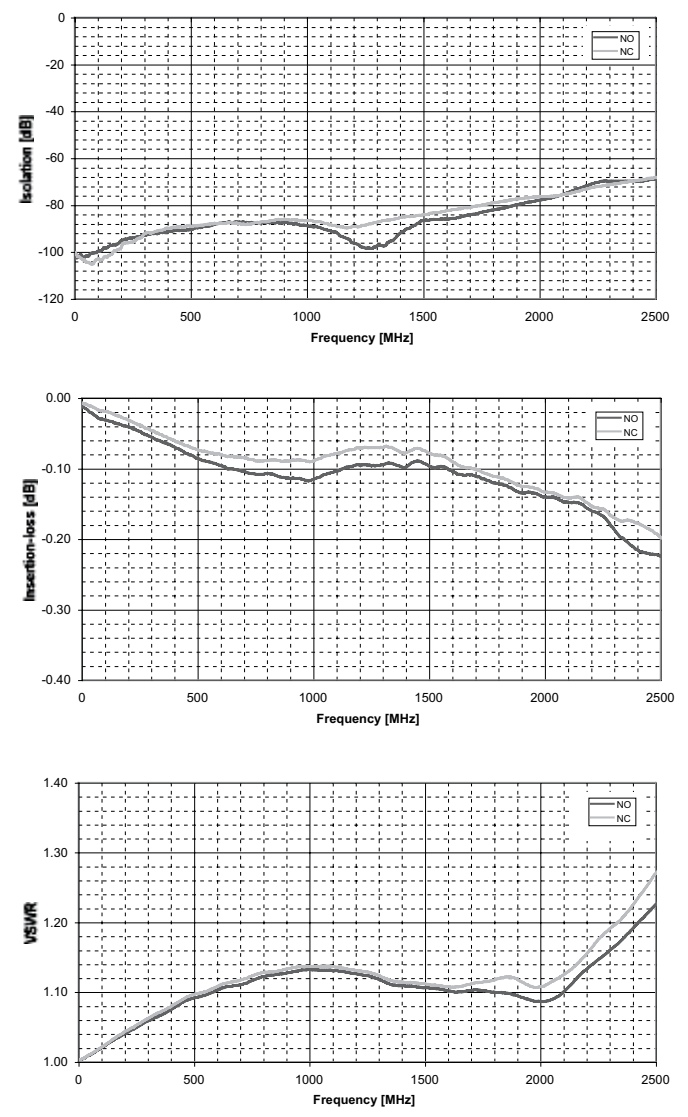 0
-20
-40
-60
-80
-100
-120
Isolation [dB]
NO
NC
0 500 1000 1500 2000 2500
Frequency [MHz]
0.00
-0.10
-0.20
-0.30
-0.40
Insertion-loss [dB]
NO
NC
0 500 1000 1500 2000 2500
Frequency [MHz]
1.40
1.30
1.20
1.10
1.00
VSWR
NO
NC
0 500 1000 1500 2000 2500
Frequency [MHz]